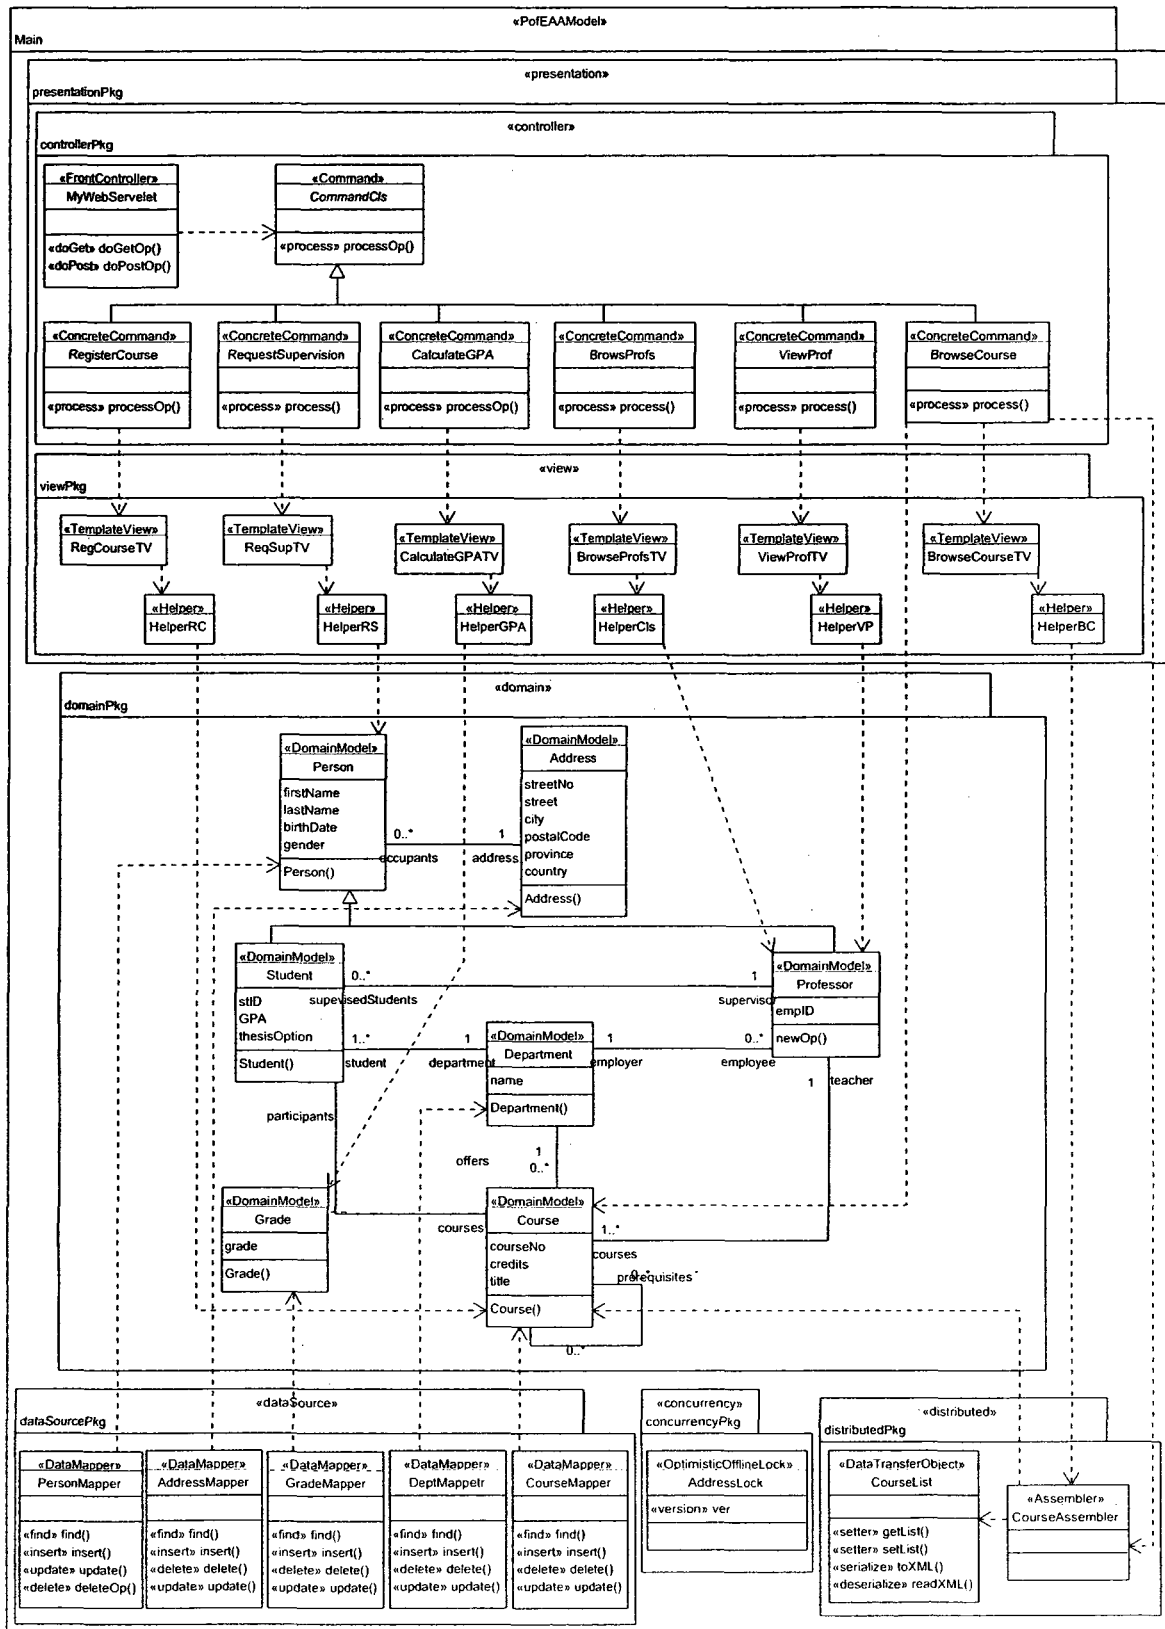 «PofEAAModel»
Main
«presentation»
presentationPkg
«controller»
controllerPkg
«FrontController»
MyWebServelet
«doGet» doGetOp()
«doPost» doPostOp()
«Command»
CommandCls
«process» processOp()
«ConcreteCommand»
RegisterCourse
«process» processOp()
«ConcreteCommand»
RequestSupervision
«process» process()
«ConcreteCommand»
CalculateGPA
«process» processOp()
«ConcreteCommand»
BrowsProfs
«process» process()
«ConcreteCommand»
ViewProf
«process» process()
«ConcreteCommand»
BrowseCourse
«process» process()
«view»
viewPkg
«TemplateView»
RegCourseTV
«TemplateView»
ReqSupTV
«TemplateView»
CalculateGPATV
«TemplateView»
BrowseProfsTV
«TemplateView»
ViewProfTV
«TemplateView»
BrowseCourseTV
«Helper»
HelperRC
«Helper»
HelperRS
«Helper»
HelperGPA
«Helper»
HelperCls
«Helper»
HelperVP
«Helper»
HelperBC
«domain»
domainPkg
«DomainModel»
Person
firstName
lastName
birthDate
gender
Person()
0..*
occupants
1
address
«DomainModel»
Address
streetNo
street
city
postalCode
province
country
Address()
«DomainModel»
Student
stID
GPA
thesisOption
Student()
0..*
supevisedStudents
1
supervisor
«DomainModel»
Professor
empID
newOp()
1..*
student
1
department
«DomainModel»
Department
name
Department()
1
employer
0..*
employee
1
teacher
participants
offers
1
0..*
«DomainModel»
Grade
grade
Grade()
courses
«DomainModel»
Course
courseNo
credits
title
Course()
1..*
courses
0..*
prerequisites
0..*
«dataSource»
dataSourcePkg
«DataMapper»
PersonMapper
«find» find()
«insert» insert()
«update» update()
«delete» deleteOp()
«DataMapper»
AddressMapper
«find» find()
«insert» insert()
«delete» delete()
«update» update()
«DataMapper»
GradeMapper
«find» find()
«insert» insert()
«delete» delete()
«update» update()
«DataMapper»
DeptMappetr
«find» find()
«insert» insert()
«delete» delete()
«update» update()
«DataMapper»
CourseMapper
«find» find()
«insert» insert()
«delete» delete()
«update» update()
«concurrency»
concurrencyPkg
«OptimisticOfflineLock»
AddressLock
«version» ver
«distributed»
distributedPkg
«DataTransferObject»
CourseList
«setter» getList()
«setter» setList()
«serialize» toXML()
«deserialize» readXML()
«Assembler»
CourseAssembler